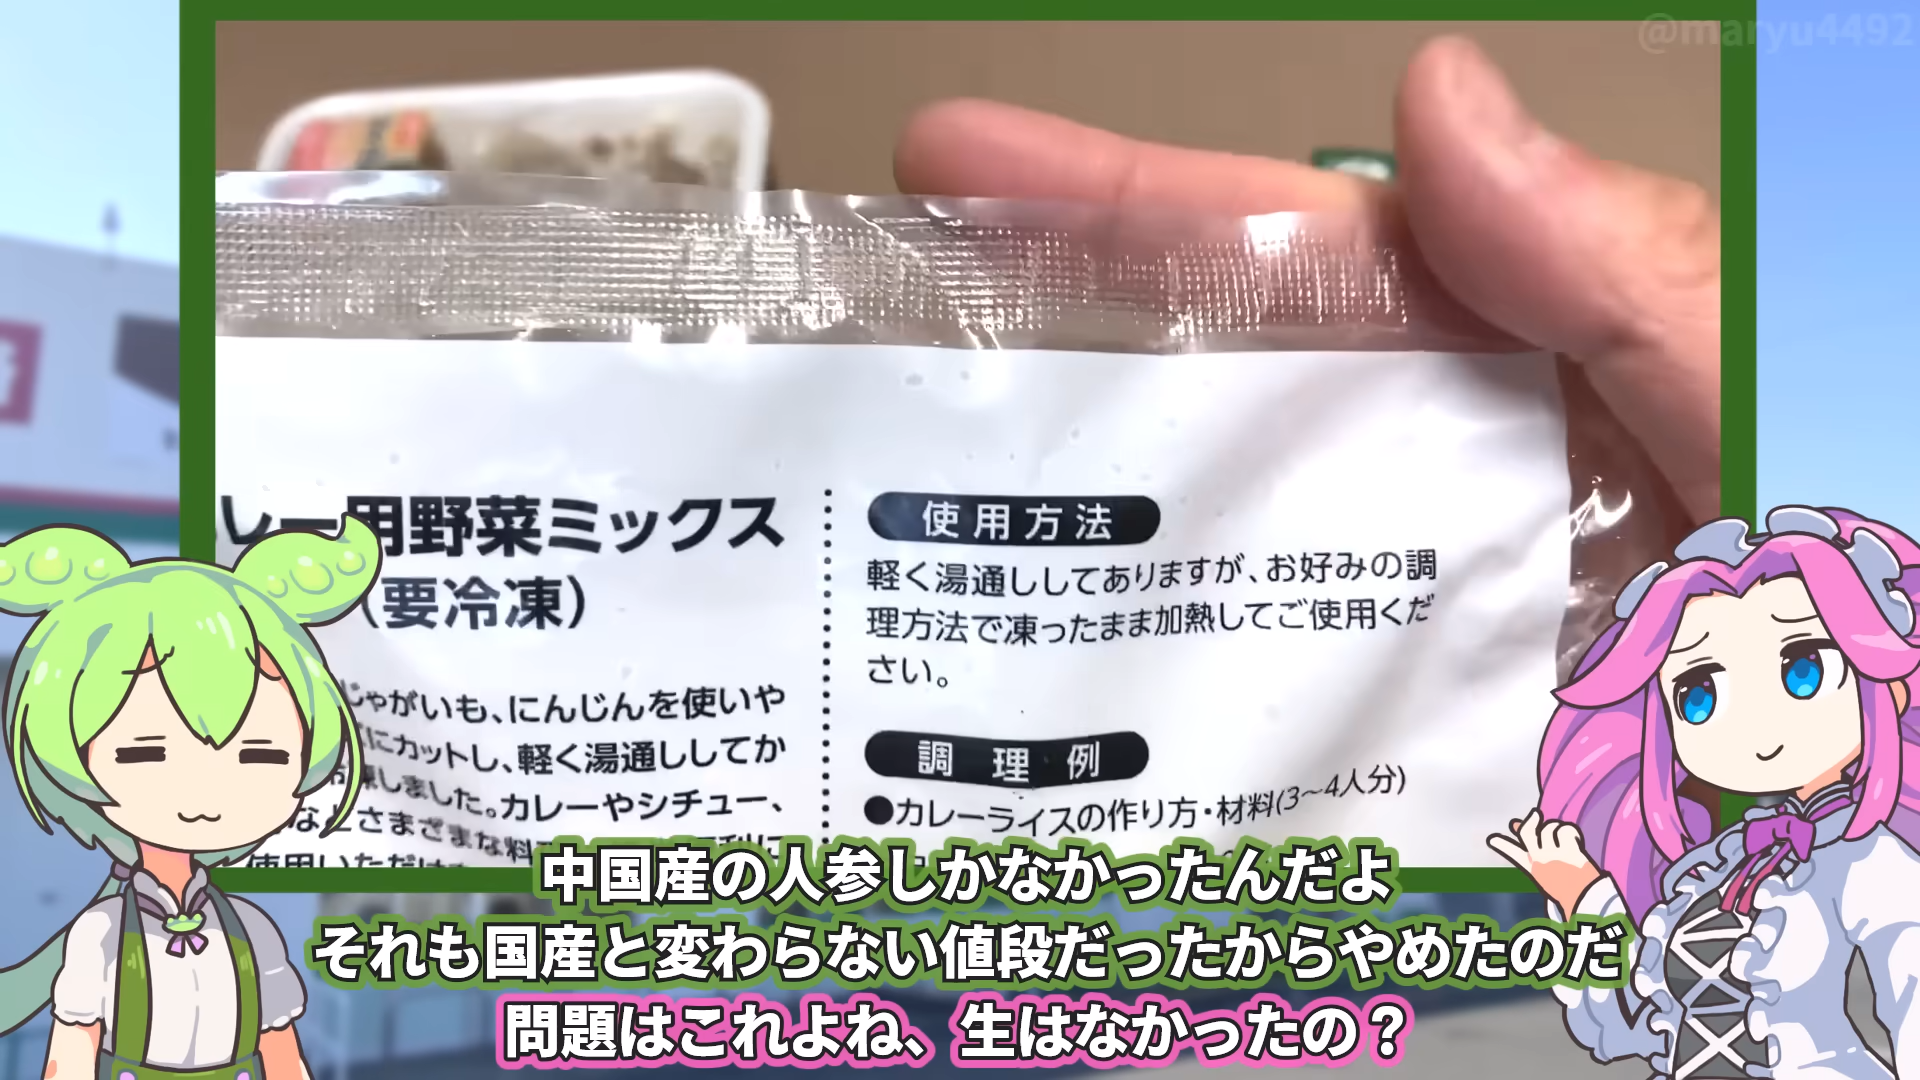 @maryu4492
レー用野菜ミックス
(要冷凍)
じゃがいも、にんじんを使いや
にカットし、軽く湯通ししてか
凍しました。カレーやシチュー、
などさまざまな料
使用いただけ
使用方法
軽く湯通ししてありますが、お好みの調
理方法で凍ったまま加熱してご使用くだ
さい。
調理例
●カレーライスの作り方・材料(3〜4人分)
中国産の人参しかなかったんだよ
それも国産と変わらない値段だったからやめたのだ
問題はこれよね、生はなかったの？